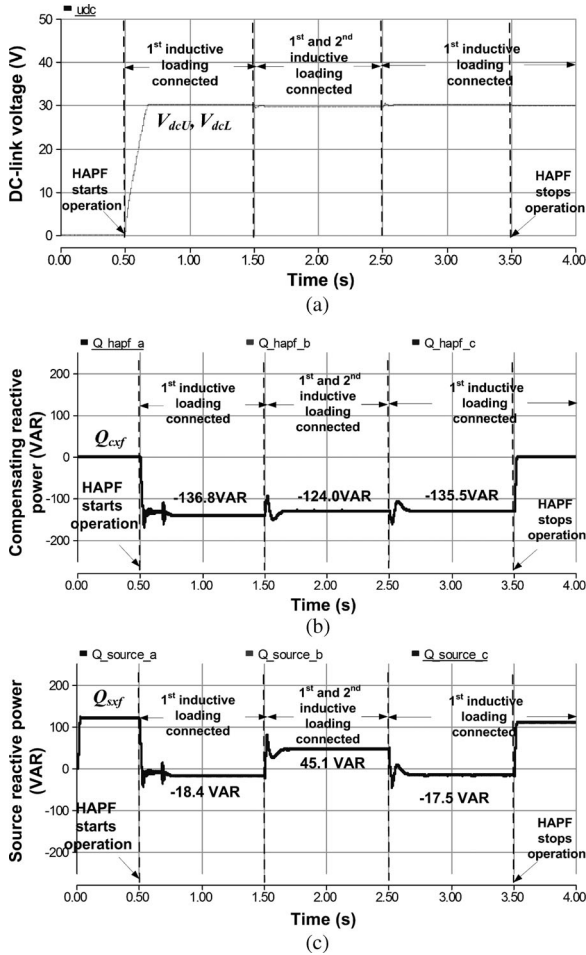 udc
50
40
30
20
10
0
DC-link voltage (V)
1st inductive
loading
connected
1st and 2nd
inductive
loading
connected
1st inductive
loading
connected
VdcU, VdcL
HAPF
starts
operation
HAPF
stops
operation
0.00 0.50 1.00 1.50 2.00 2.50 3.00 3.50 4.00
Time (s)
(a)
Q_hapf_a Q_hapf_b Q_hapf_c
200
100
0
-100
-200
Compensating reactive
power (VAR)
1st inductive
loading
connected
1st and 2nd
inductive
loading
connected
1st inductive
loading
connected
Qcxf
-136.8VAR -124.0VAR -135.5VAR
HAPF
starts
operation
HAPF
stops
operation
0.00 0.50 1.00 1.50 2.00 2.50 3.00 3.50 4.00
Time (s)
(b)
Q_source_a Q_source_b Q_source_c
200
100
0
-100
-200
Source reactive power
(VAR)
Qsxf
1st inductive
loading
connected
1st and 2nd
inductive
loading
connected
1st inductive
loading
connected
-18.4 VAR 45.1 VAR -17.5 VAR
HAPF
starts
operation
HAPF
stops
operation
0.00 0.50 1.00 1.50 2.00 2.50 3.00 3.50 4.00
Time (s)
(c)